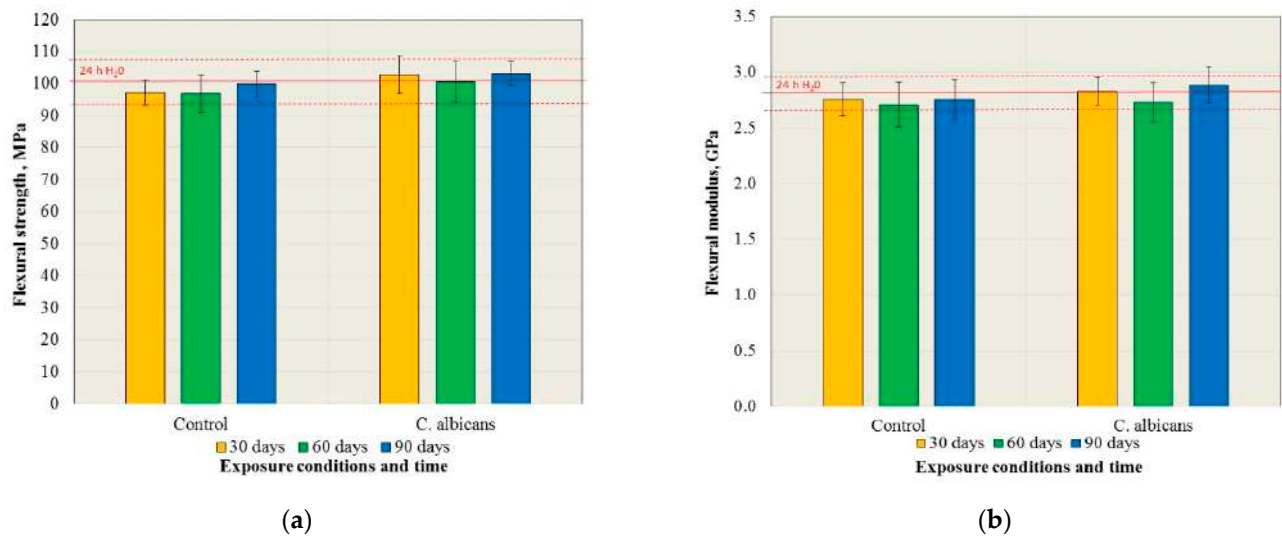 120
110
100
90
80
70
60
50
40
30
20
10
0
Flexural strength , MPa
24 h H₂0
Control C. albicans
30 days 60 days 90 days
Exposure conditions and time
(a)
3.5
3.0
2.5
2.0
1.5
1.0
0.5
0.0
Flexural modulus, GPa
24 h H₂0
Control C. albicans
30 days 60 days 90 days
Exposure conditions and time
(b)